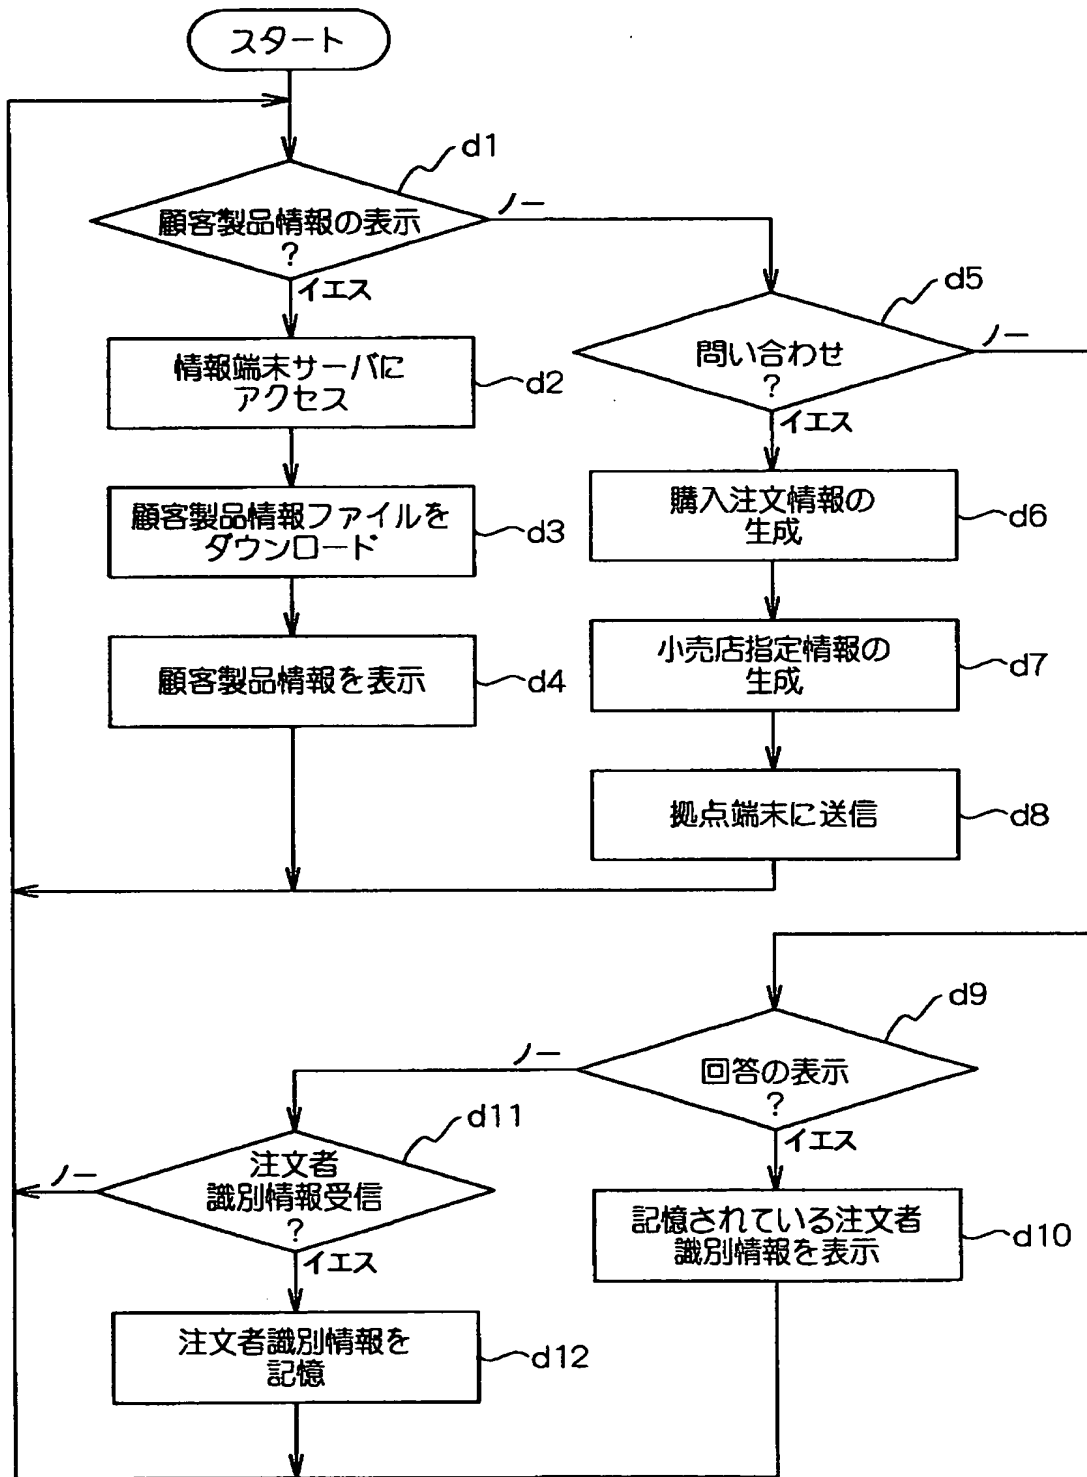 スタート
d1
顧客製品情報の表示
?
ノー
イエス
情報端末サーバに
アクセス
d2
顧客製品情報ファイルを
ダウンロード
d3
顧客製品情報を表示
d4
d5
問い合わせ
?
ノー
イエス
購入注文情報の
生成
d6
小売店指定情報の
生成
d7
拠点端末に送信
d8
d9
回答の表示
?
ノー
イエス
記憶されている注文者
識別情報を表示
d10
d11
注文者
識別情報受信
?
ノー
イエス
注文者識別情報を
記憶
d12